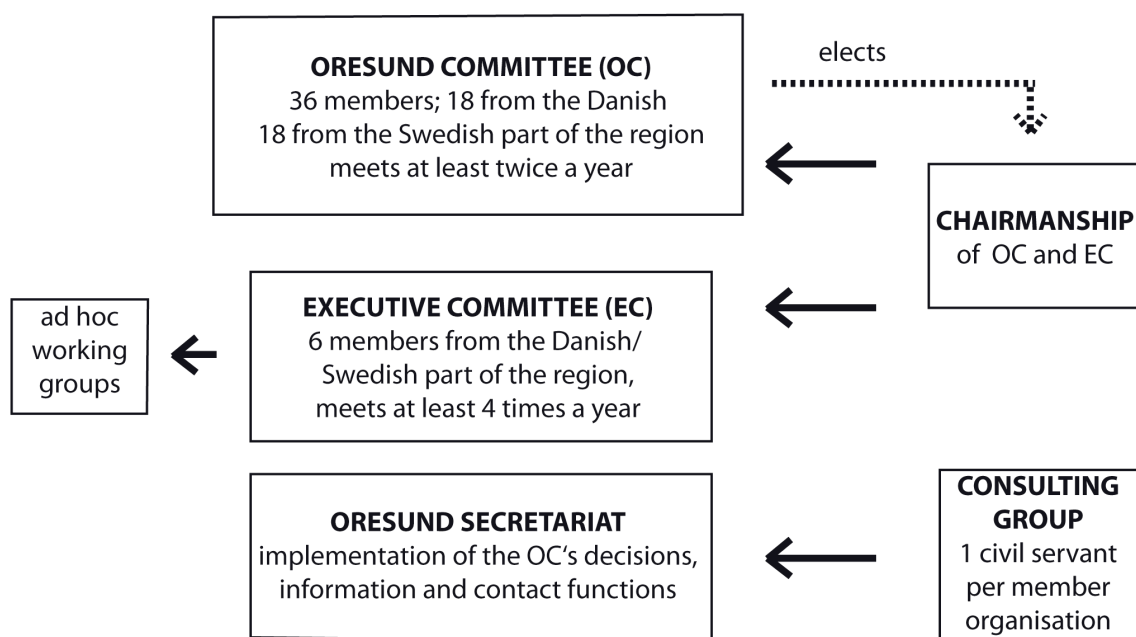 ORESUND COMMITTEE (OC)
36 members; 18 from the Danish
18 from the Swedish part of the region
meets at least twice a year
elects
CHAIRMANSHIP
of OC and EC
EXECUTIVE COMMITTEE (EC)
6 members from the Danish/
Swedish part of the region,
meets at least 4 times a year
ad hoc
working
groups
ORESUND SECRETARIAT
implementation of the OC‘s decisions,
information and contact functions
CONSULTING
GROUP
1 civil servant
per member
organisation